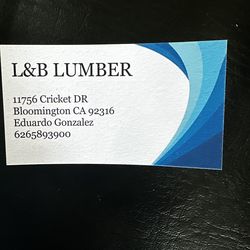 L&B LUMBER
11756 Cricket DR
Bloomington CA 92316
Eduardo Gonzalez
6265893900